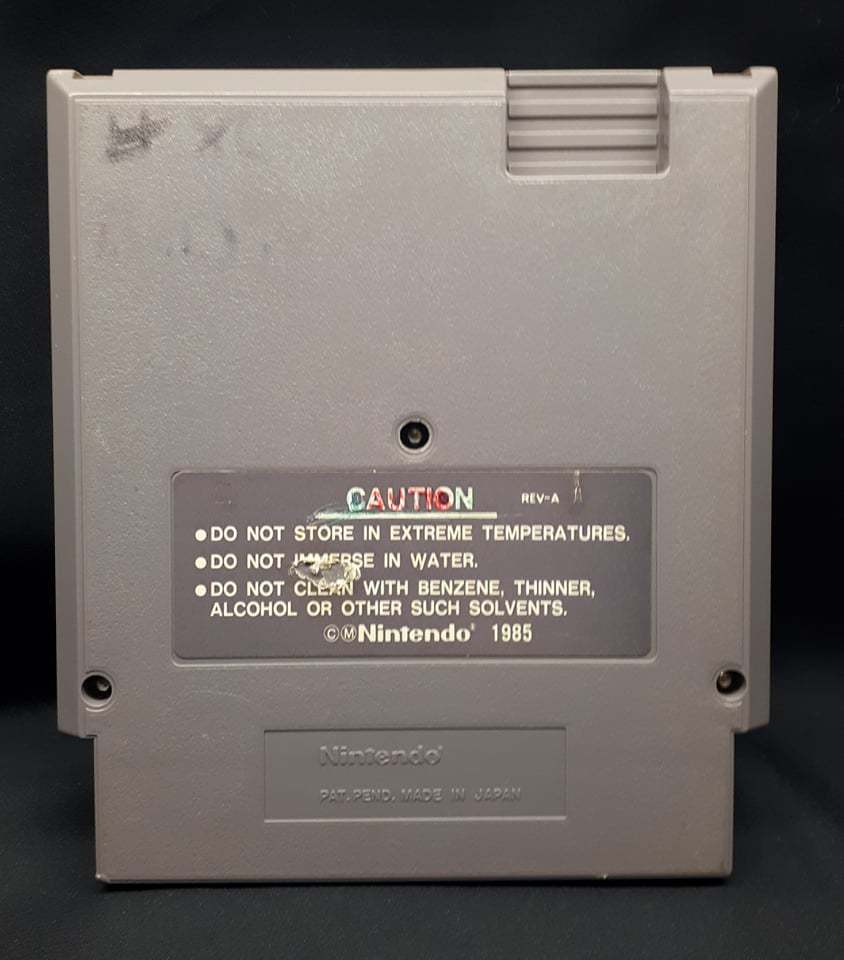 CAUTION REV-A
●DO NOT STORE IN EXTREME TEMPERATURES.
●DO NOT IMMERSE IN WATER.
●DO NOT CLEAN WITH BENZENE, THINNER,
ALCOHOL OR OTHER SUCH SOLVENTS.
ⒸⓂNintendo® 1985
Nintendo®
PAT. PEND. MADE IN JAPAN